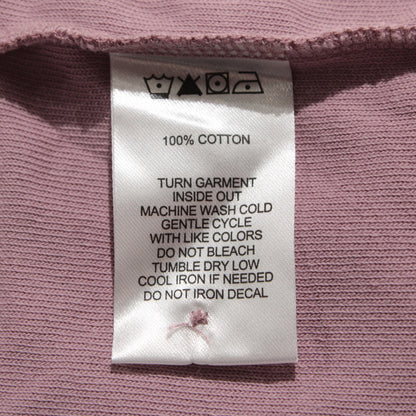 100% COTTON
TURN GARMENT
INSIDE OUT
MACHINE WASH COLD
GENTLE CYCLE
WITH LIKE COLORS
DO NOT BLEACH
TUMBLE DRY LOW
COOL IRON IF NEEDED
DO NOT IRON DECAL